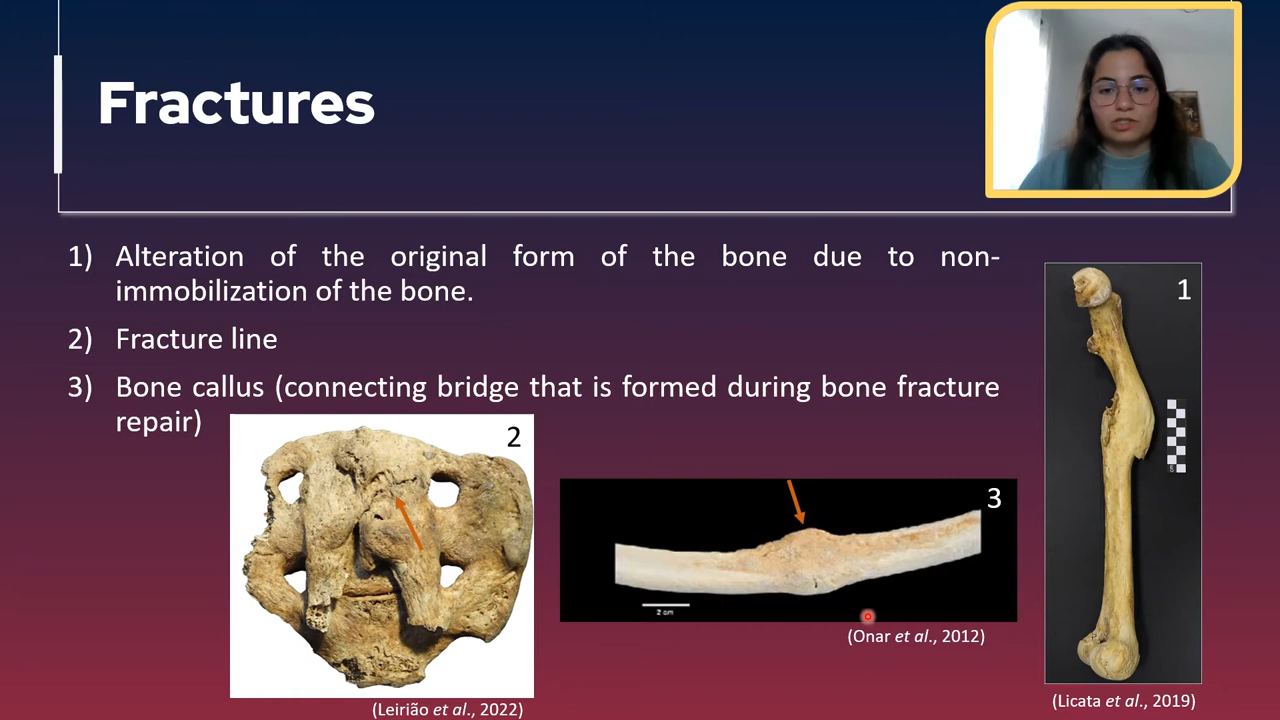 Fractures
1) Alteration of the original form of the bone due to non-
immobilization of the bone.
2) Fracture line
3) Bone callus (connecting bridge that is formed during bone fracture
repair)
1
2
3
2 cm
(Onar et al., 2012)
(Leirião et al., 2022)
(Licata et al., 2019)